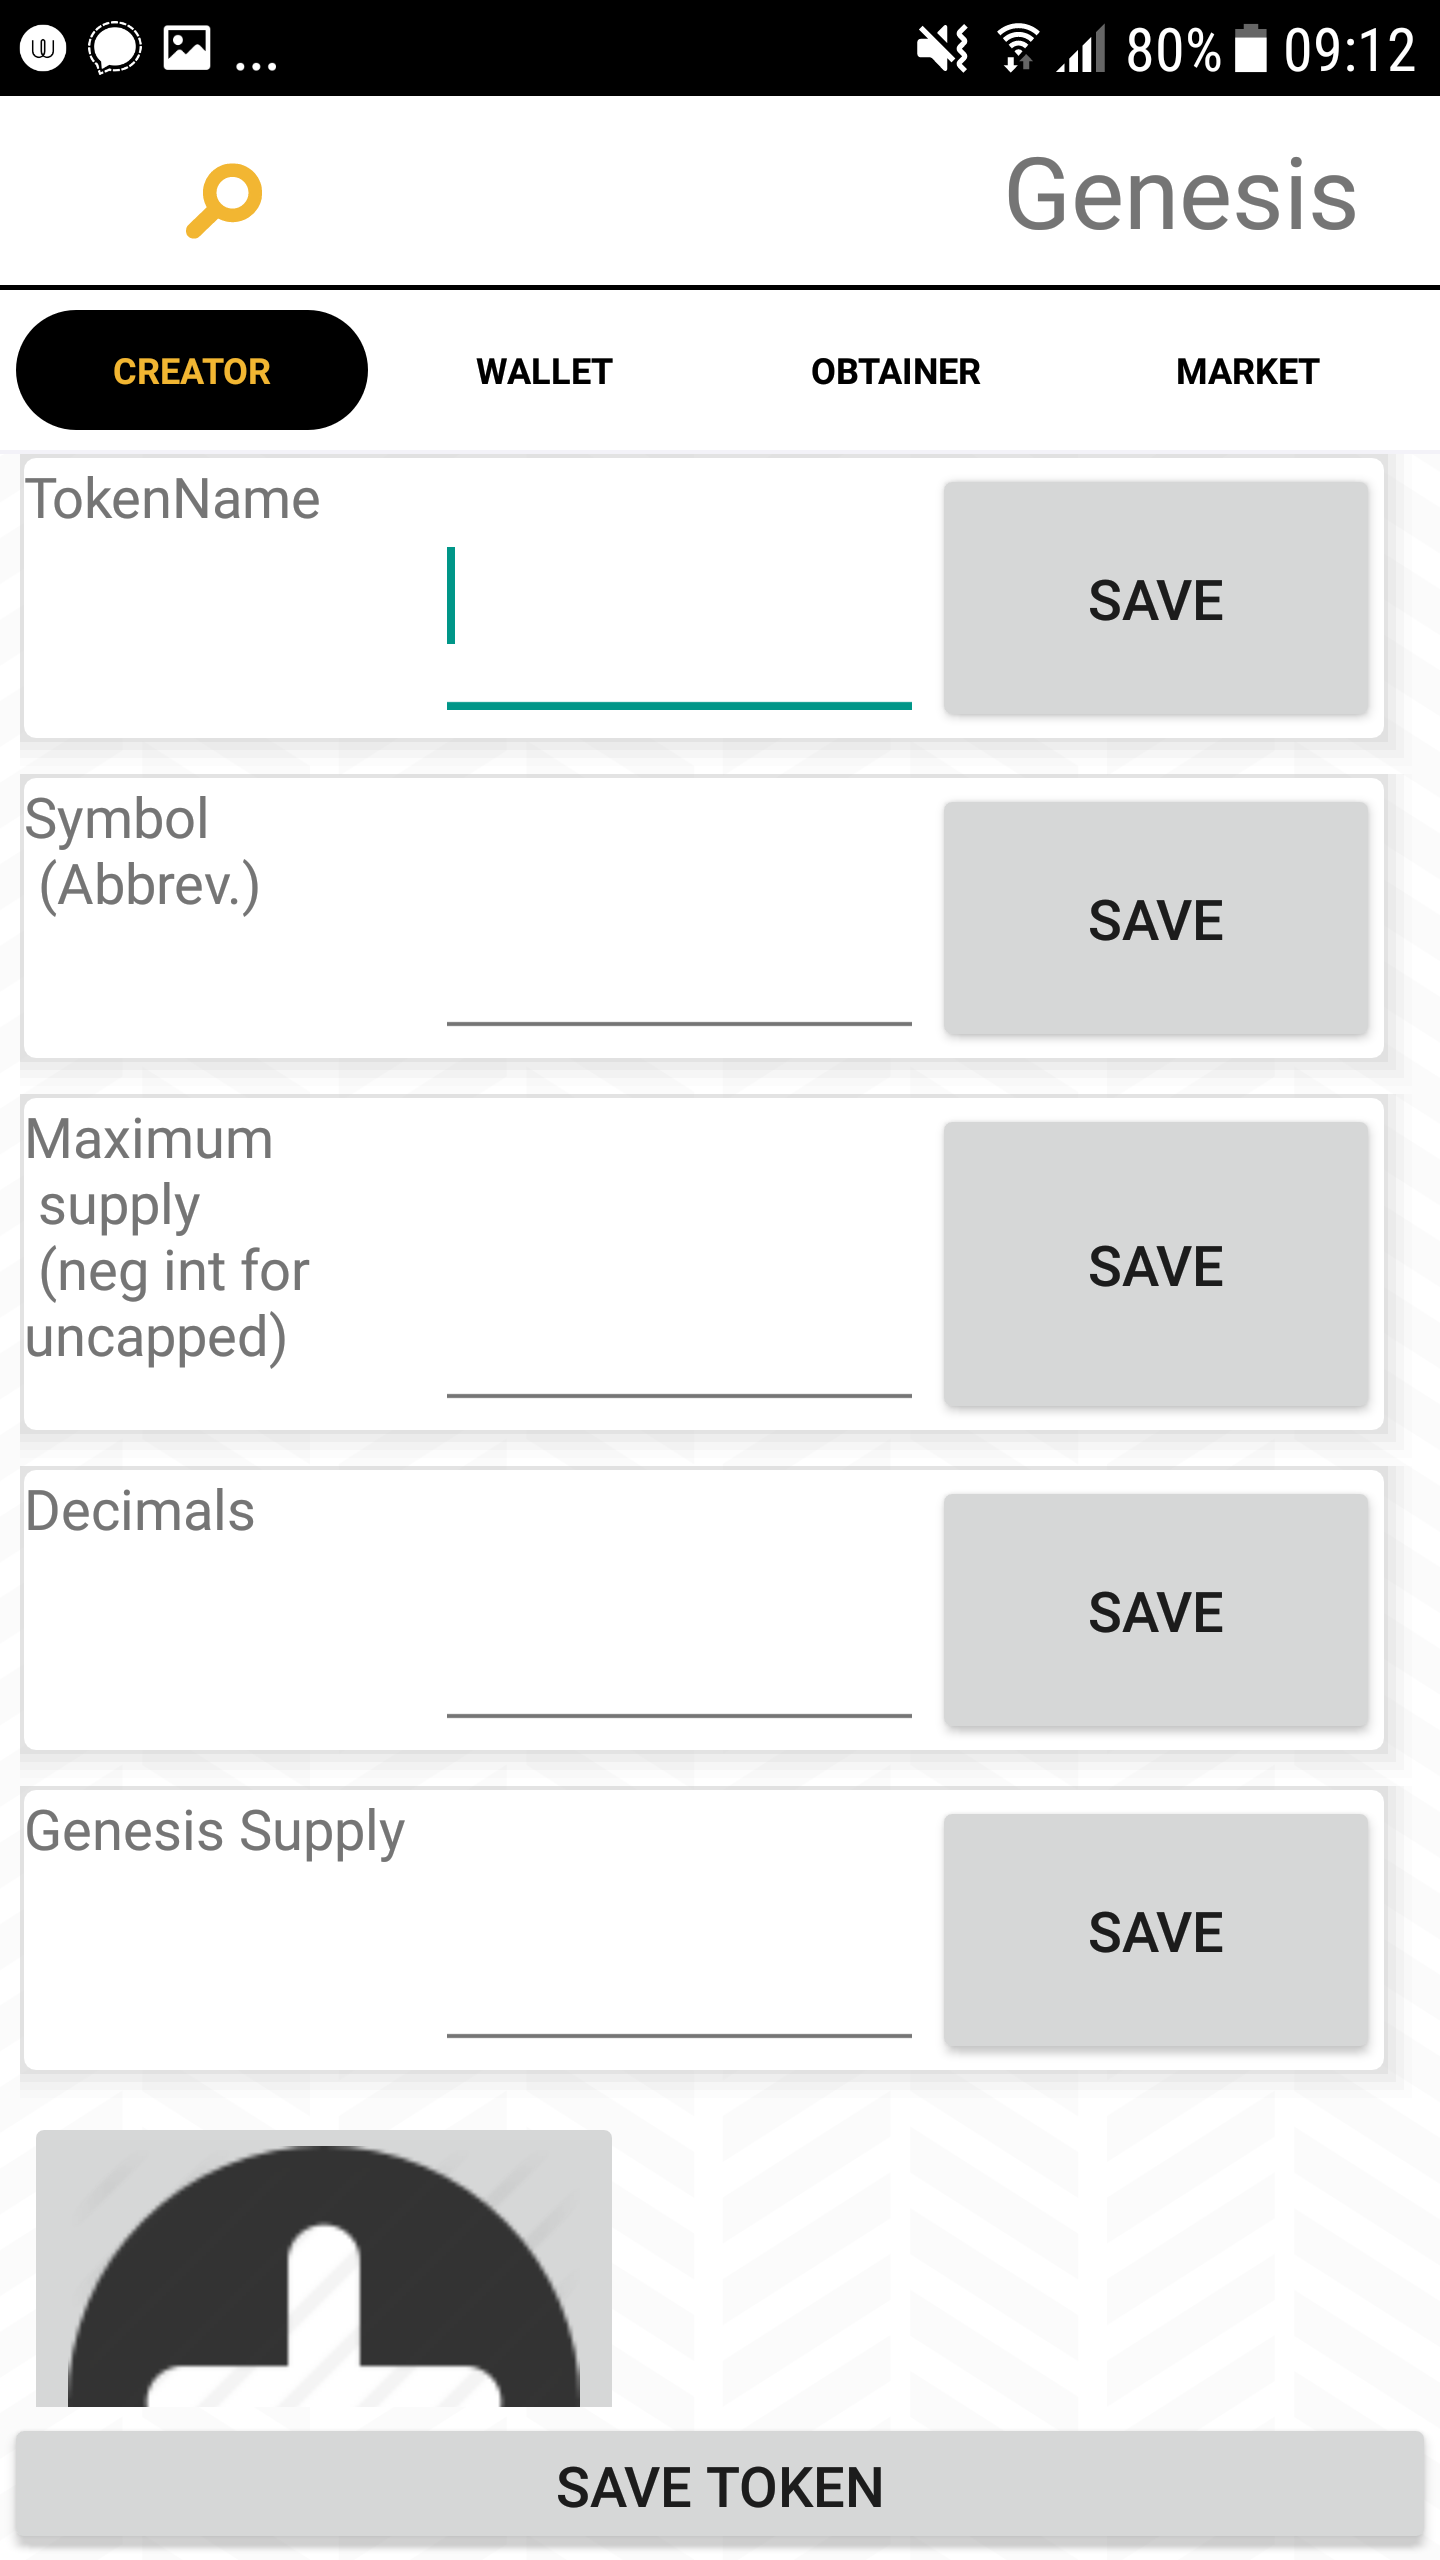 ... 80% 09:12
Genesis
CREATOR WALLET OBTAINER MARKET
TokenName
SAVE
Symbol
(Abbrev.)
SAVE
Maximum
supply
(neg int for
uncapped)
SAVE
Decimals
SAVE
Genesis Supply
SAVE
SAVE TOKEN